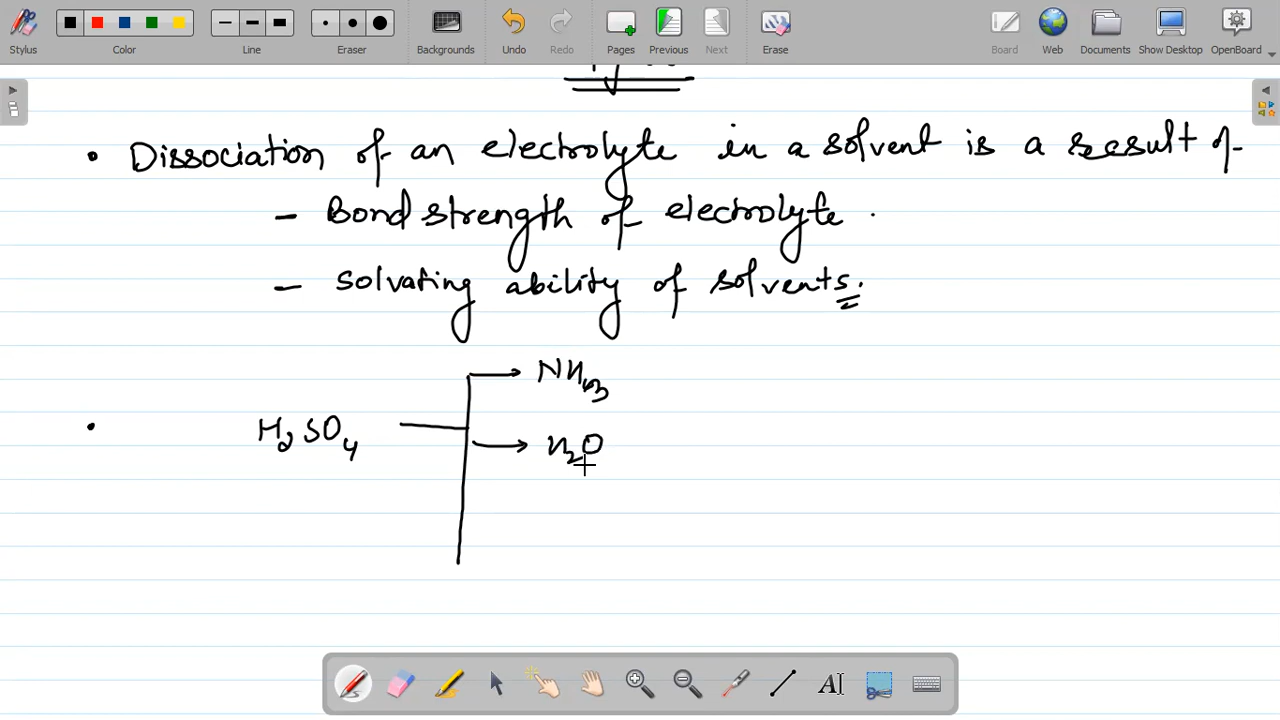 Stylus Color Line Eraser Backgrounds Undo Redo Pages Previous Next Erase Board Web Documents Show Desktop OpenBoard
• Dissociation of an electrolyte in a solvent is a result of
– Bond strength of electrolyte .
– Solvating ability of solvents.
→ NH3
• H2SO4
→ H2O
AI